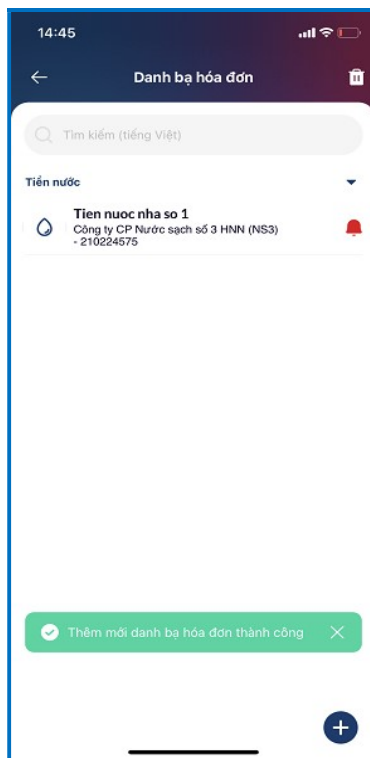 14:45
Danh bạ hóa đơn
Tìm kiếm (tiếng Việt)
Tiền nước
Tien nuoc nha so 1
Công ty CP Nước sạch số 3 HNN (NS3)
- 210224575
Thêm mới danh bạ hóa đơn thành công